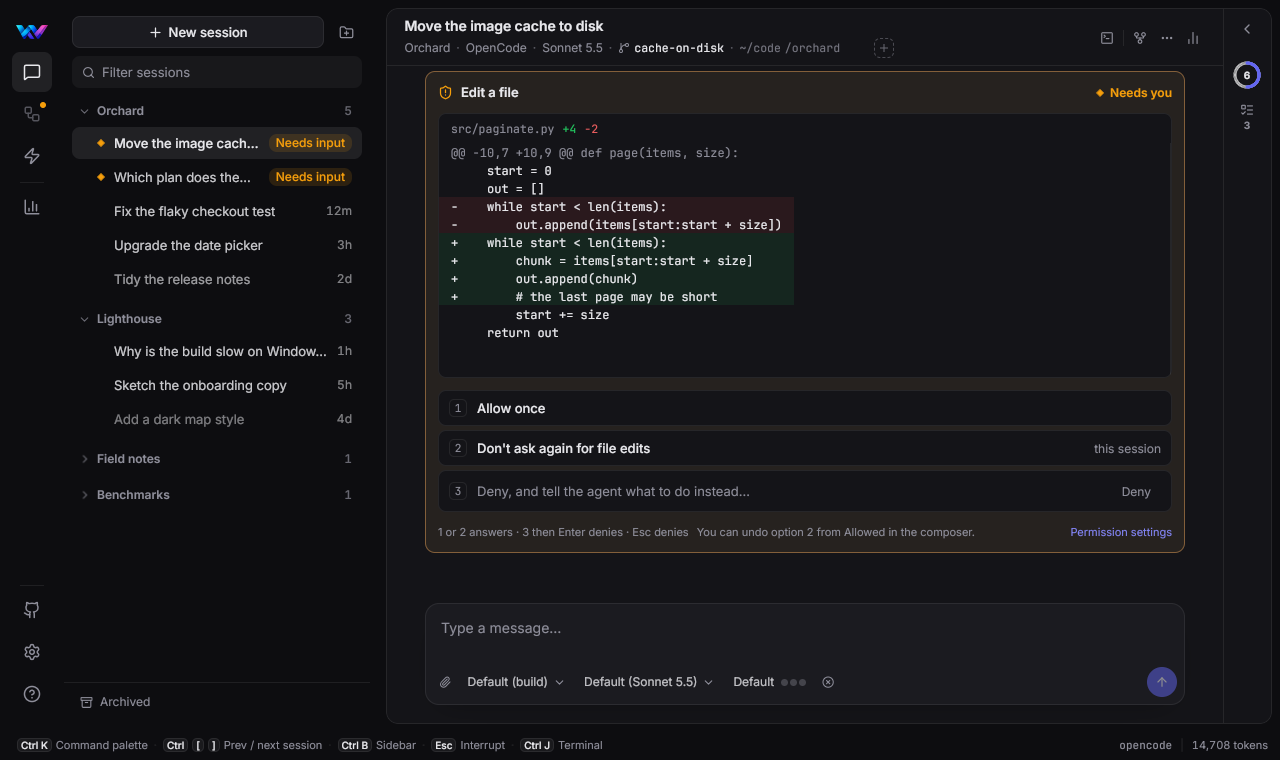 New session
Filter sessions
Orchard 5
Move the image cach... Needs input
Which plan does the... Needs input
Fix the flaky checkout test 12m
Upgrade the date picker 3h
Tidy the release notes 2d
Lighthouse 3
Why is the build slow on Window... 1h
Sketch the onboarding copy 5h
Add a dark map style 4d
Field notes 1
Benchmarks 1
Archived
Move the image cache to disk
Orchard · OpenCode · Sonnet 5.5 · cache-on-disk · ~/code /orchard
Edit a file
Needs you
src/paginate.py +4 -2
@@ -10,7 +10,9 @@ def page(items, size):
start = 0
out = []
- while start < len(items):
- out.append(items[start:start + size])
+ while start < len(items):
+ chunk = items[start:start + size]
+ out.append(chunk)
+ # the last page may be short
start += size
return out
1 Allow once
2 Don't ask again for file edits this session
3 Deny, and tell the agent what to do instead... Deny
1 or 2 answers · 3 then Enter denies · Esc denies You can undo option 2 from Allowed in the composer. Permission settings
Type a message...
Default (build) Default (Sonnet 5.5) Default
6
3
Ctrl K Command palette · Ctrl [ ] Prev / next session · Ctrl B Sidebar · Esc Interrupt · Ctrl J Terminal
opencode 14,708 tokens